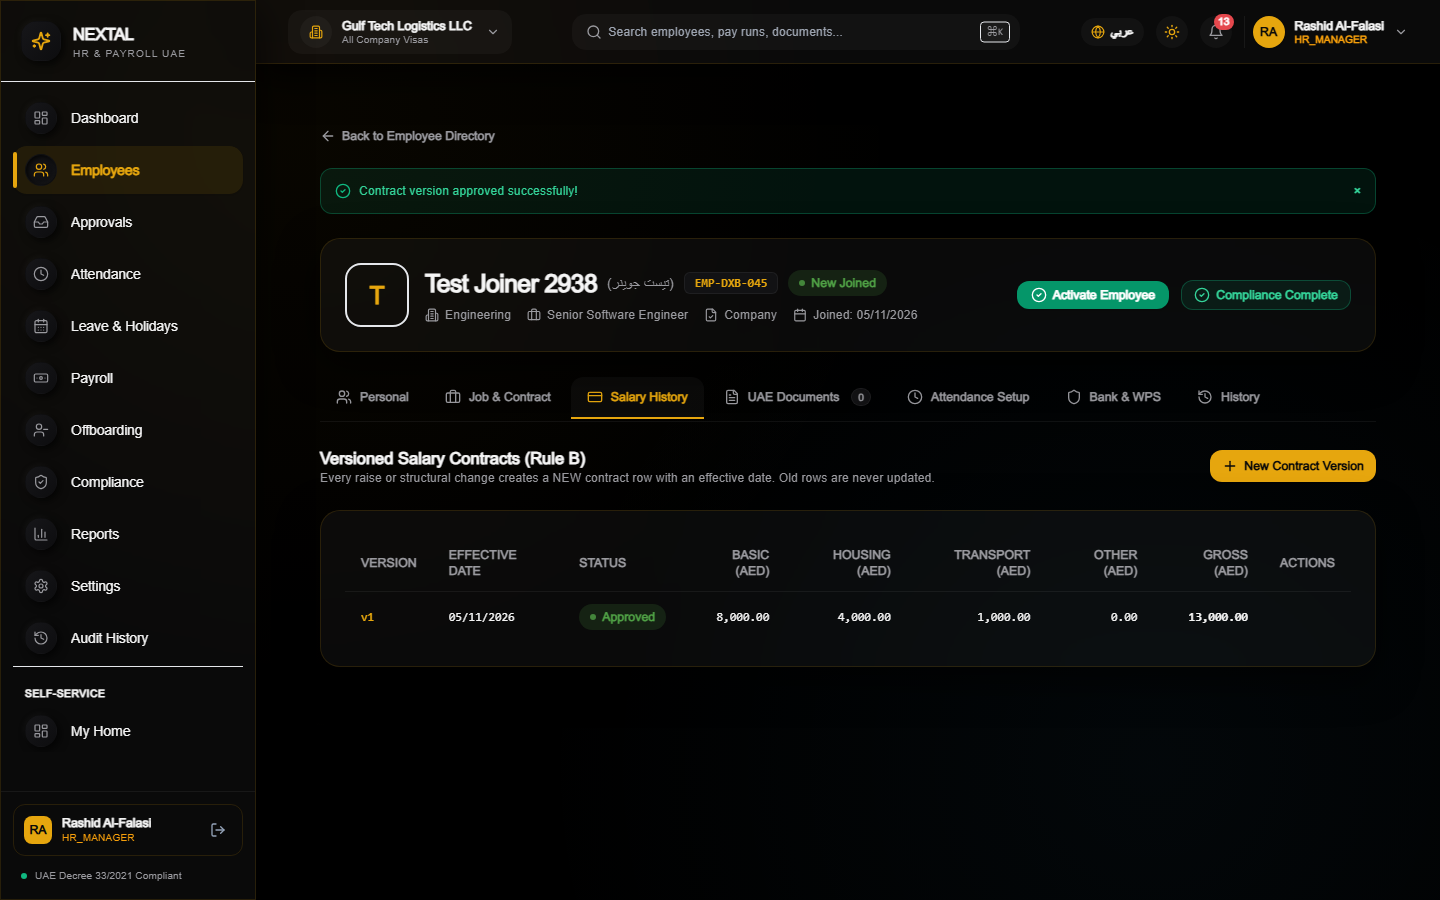 NEXTAL
HR & PAYROLL UAE
Gulf Tech Logistics LLC
All Company Visas
Search employees, pay runs, documents...
⌘K
عربي
13
RA
Rashid Al-Falasi
HR_MANAGER
Dashboard
Employees
Approvals
Attendance
Leave & Holidays
Payroll
Offboarding
Compliance
Reports
Settings
Audit History
SELF-SERVICE
My Home
RA
Rashid Al-Falasi
HR_MANAGER
UAE Decree 33/2021 Compliant
Back to Employee Directory
Contract version approved successfully!
×
T
Test Joiner 2938 (تيست جوينر) EMP-DXB-045 New Joined
Engineering Senior Software Engineer Company Joined: 05/11/2026
Activate Employee
Compliance Complete
Personal Job & Contract Salary History UAE Documents 0 Attendance Setup Bank & WPS History
Versioned Salary Contracts (Rule B)
Every raise or structural change creates a NEW contract row with an effective date. Old rows are never updated.
New Contract Version
VERSION EFFECTIVE DATE STATUS BASIC (AED) HOUSING (AED) TRANSPORT (AED) OTHER (AED) GROSS (AED) ACTIONS
v1 05/11/2026 Approved 8,000.00 4,000.00 1,000.00 0.00 13,000.00